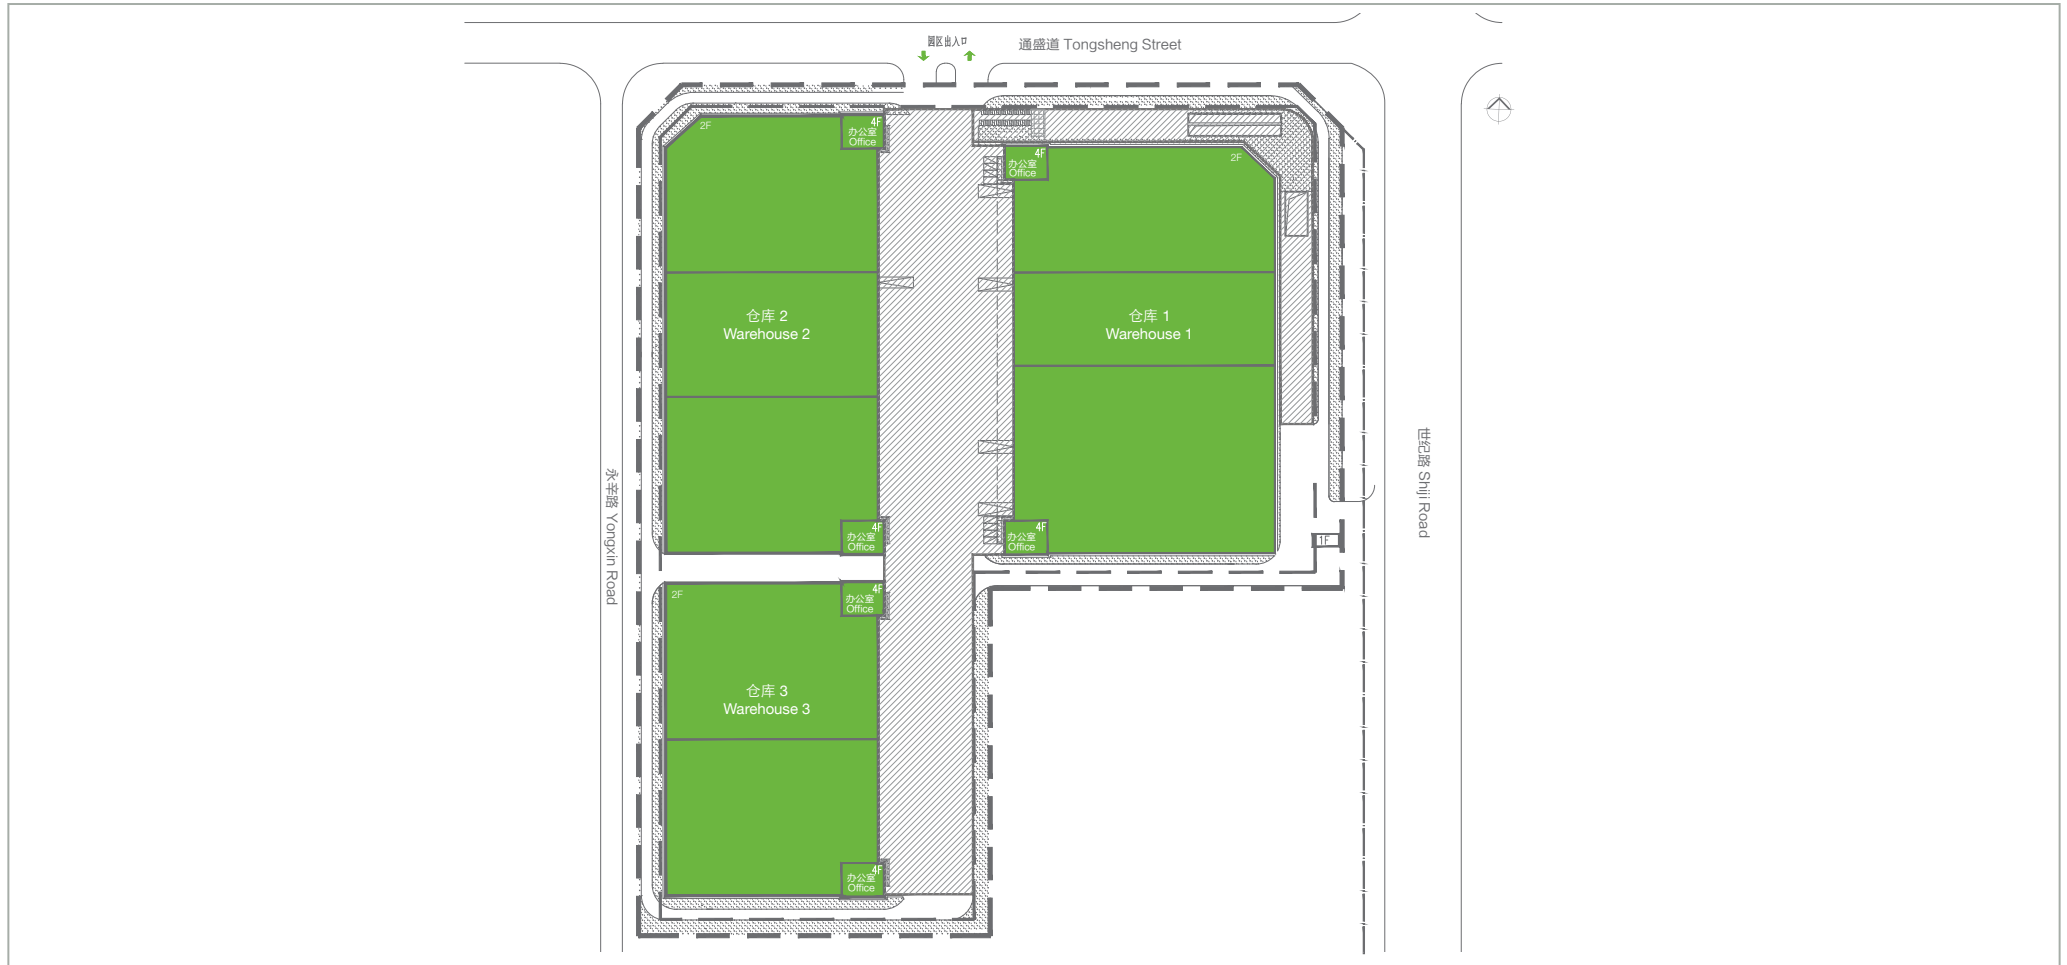 园区出入口
通盛道 Tongsheng Street
2F
4F
办公室
Office
4F
办公室
Office
2F
仓库 2
Warehouse 2
仓库 1
Warehouse 1
永辛路 Yongxin Road
世纪路 Shiji Road
4F
办公室
Office
4F
办公室
Office
1F
2F
4F
办公室
Office
仓库 3
Warehouse 3
4F
办公室
Office